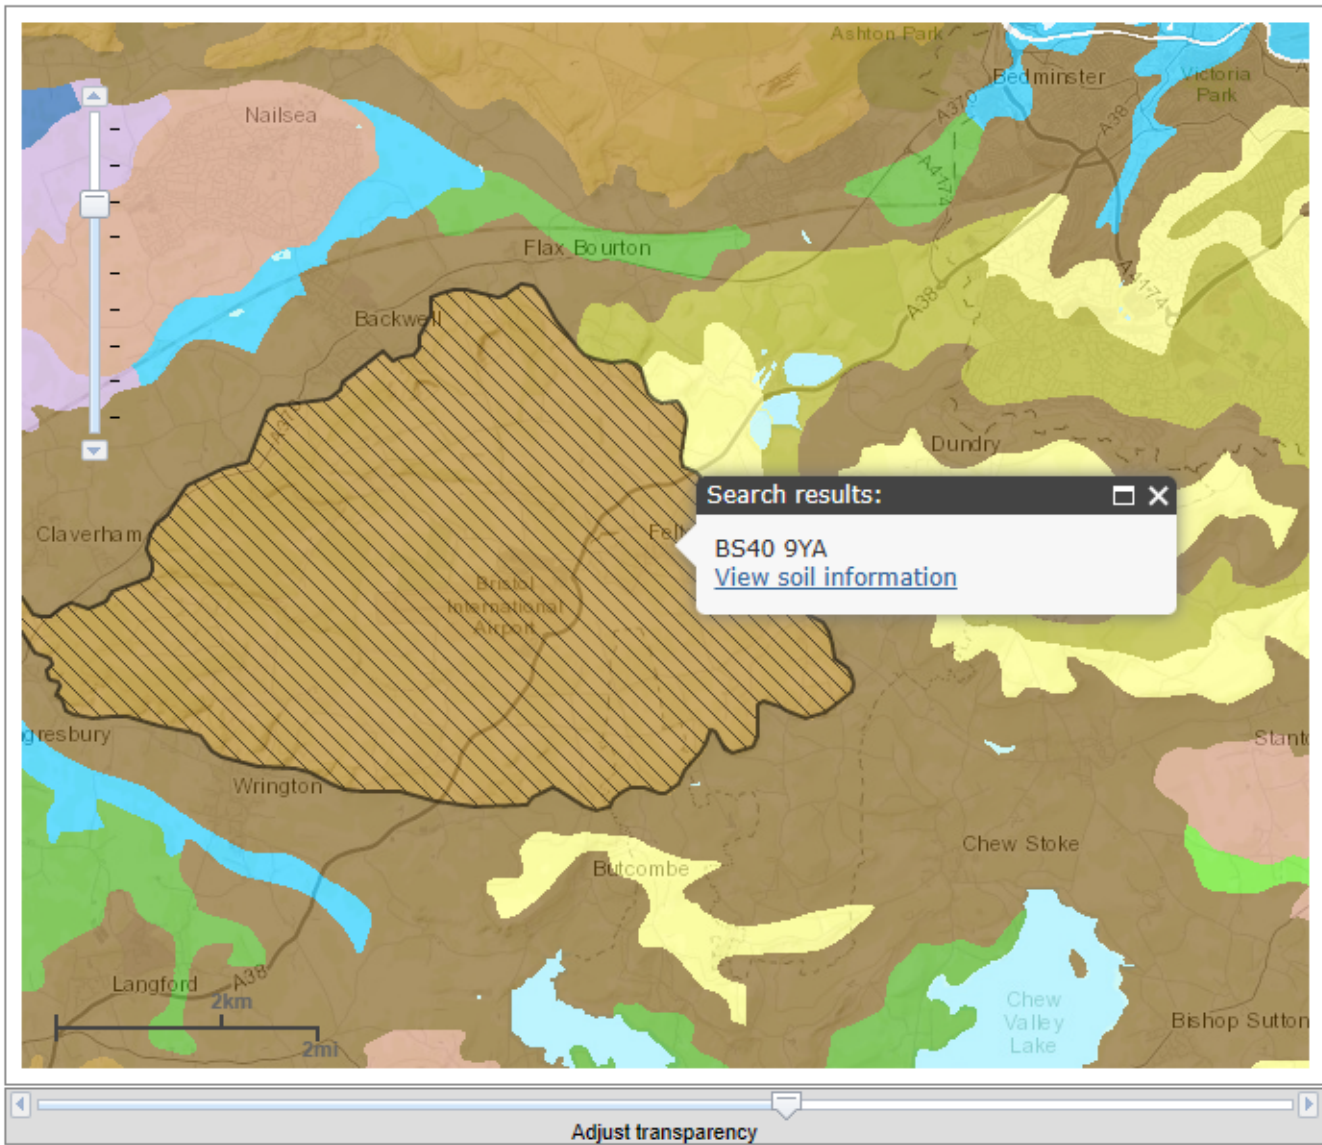 Ashton Park
Bedminster
Victoria
Park
A370
A38
Nailsea
A4174
Flax Bourton
A38
A4174
Backwell
A370
Dundry
Search results:
Claverham
BS40 9YA
View soil information
Bristol
International
Airport
Wrington
Chew Stoke
Butcombe
Langford
A38
2km
2mi
Chew
Valley
Lake
Bishop Sutton
Adjust transparency